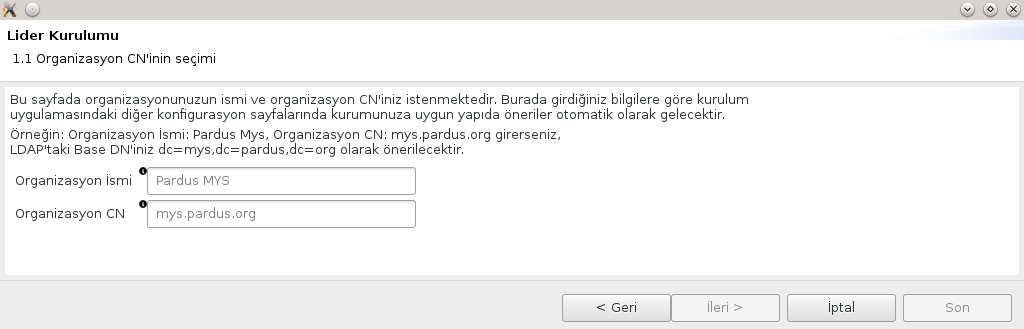 Lider Kurulumu
1.1 Organizasyon CN'inin seçimi
Bu sayfada organizasyonunuzun ismi ve organizasyon CN'iniz istenmektedir. Burada girdiğiniz bilgilere göre kurulum
uygulamasındaki diğer konfigurasyon sayfalarında kurumunuza uygun yapıda öneriler otomatik olarak gelecektir.
Örneğin: Organizasyon İsmi: Pardus Mys, Organizasyon CN: mys.pardus.org girerseniz,
LDAP'taki Base DN'iniz dc=mys,dc=pardus,dc=org olarak önerilecektir.
Organizasyon İsmi Pardus MYS
Organizasyon CN mys.pardus.org
< Geri İleri > İptal Son